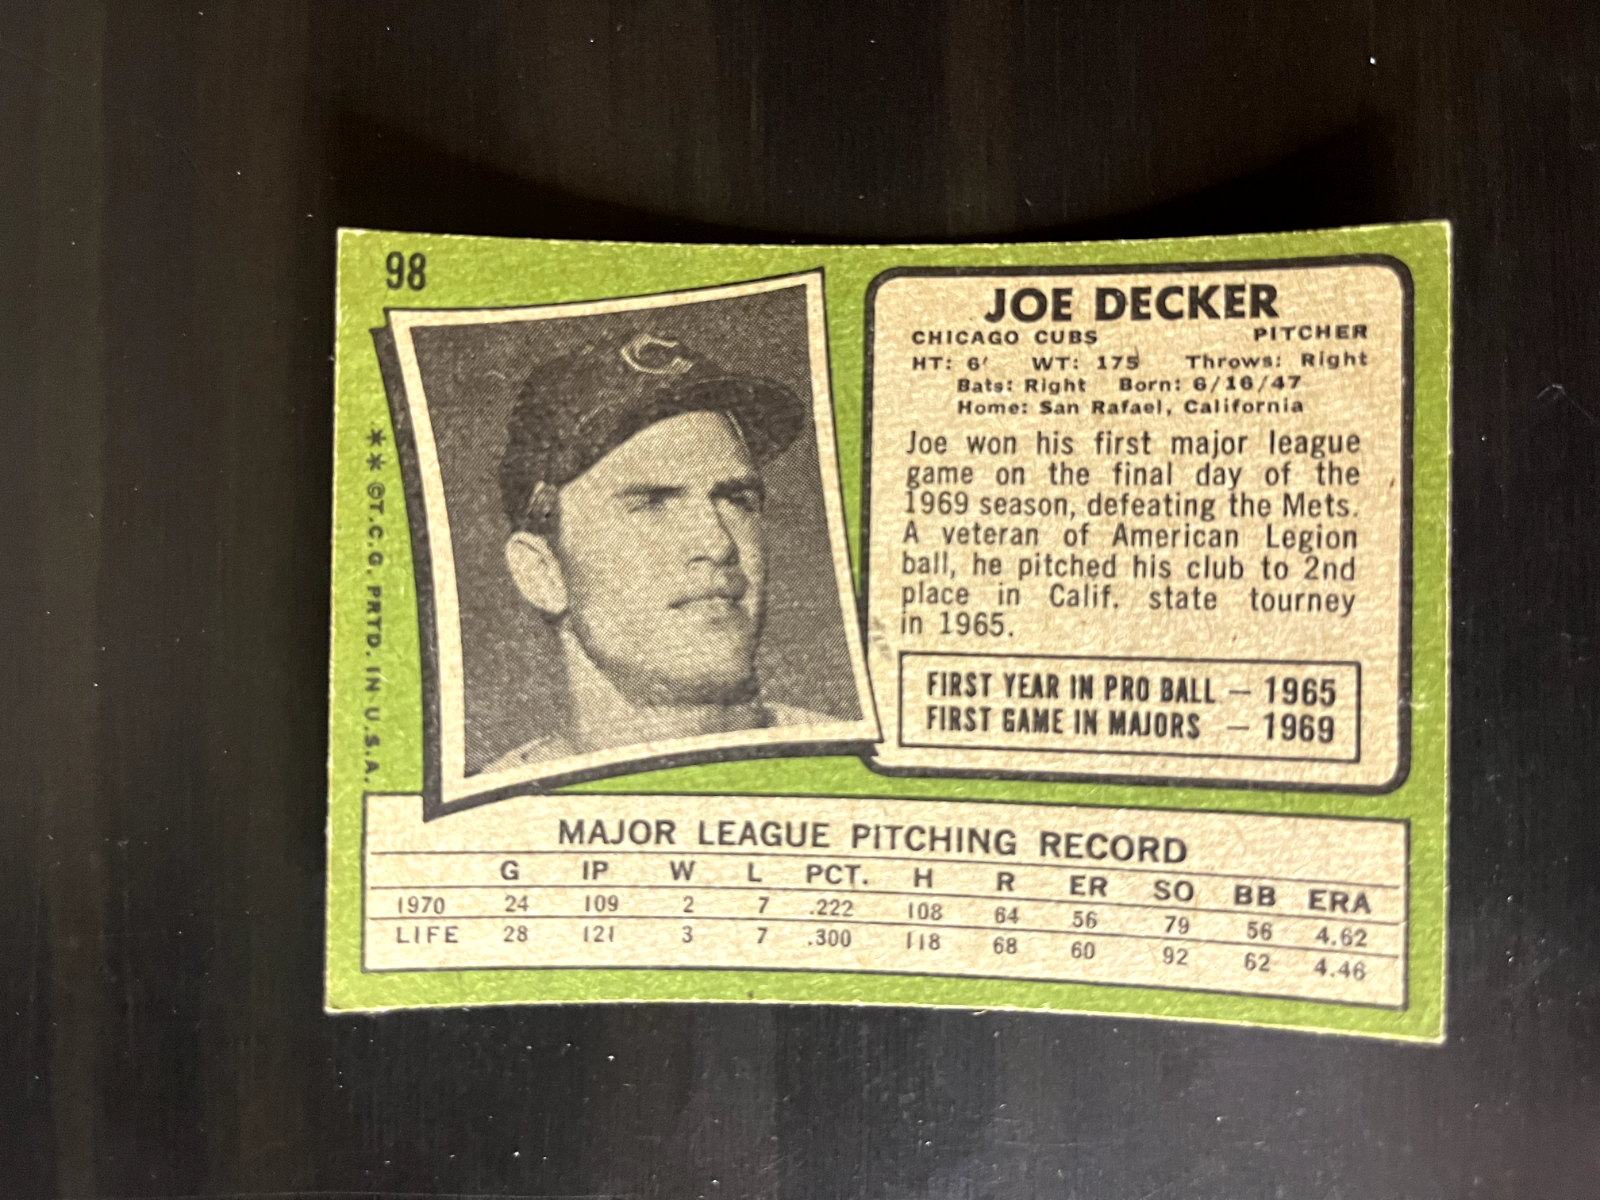 98
C
**©T.C.G. PRTD. IN U.S.A.
JOE DECKER
CHICAGO CUBS PITCHER
HT: 6' WT: 175 Throws: Right
Bats: Right Born: 6/16/47
Home: San Rafael, California
Joe won his first major league
game on the final day of the
1969 season, defeating the Mets.
A veteran of American Legion
ball, he pitched his club to 2nd
place in Calif. state tourney
in 1965.
FIRST YEAR IN PRO BALL — 1965
FIRST GAME IN MAJORS — 1969
MAJOR LEAGUE PITCHING RECORD
G IP W L PCT. H R ER SO BB ERA
1970 24 109 2 7 .222 108 64 56 79 56 4.62
LIFE 28 121 3 7 .300 118 68 60 92 62 4.46